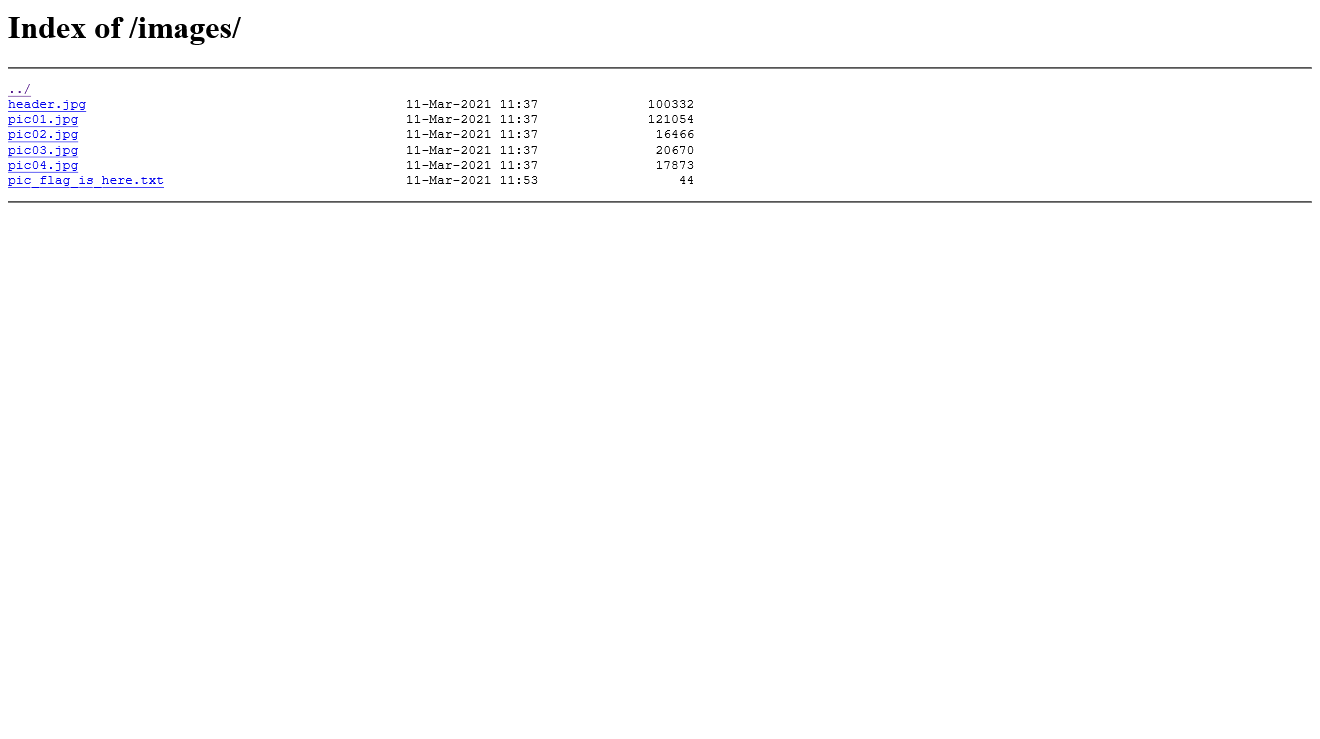 Index of /images/
../
header.jpg 11-Mar-2021 11:37 100332
pic01.jpg 11-Mar-2021 11:37 121054
pic02.jpg 11-Mar-2021 11:37 16466
pic03.jpg 11-Mar-2021 11:37 20670
pic04.jpg 11-Mar-2021 11:37 17873
pic_flag_is_here.txt 11-Mar-2021 11:53 44